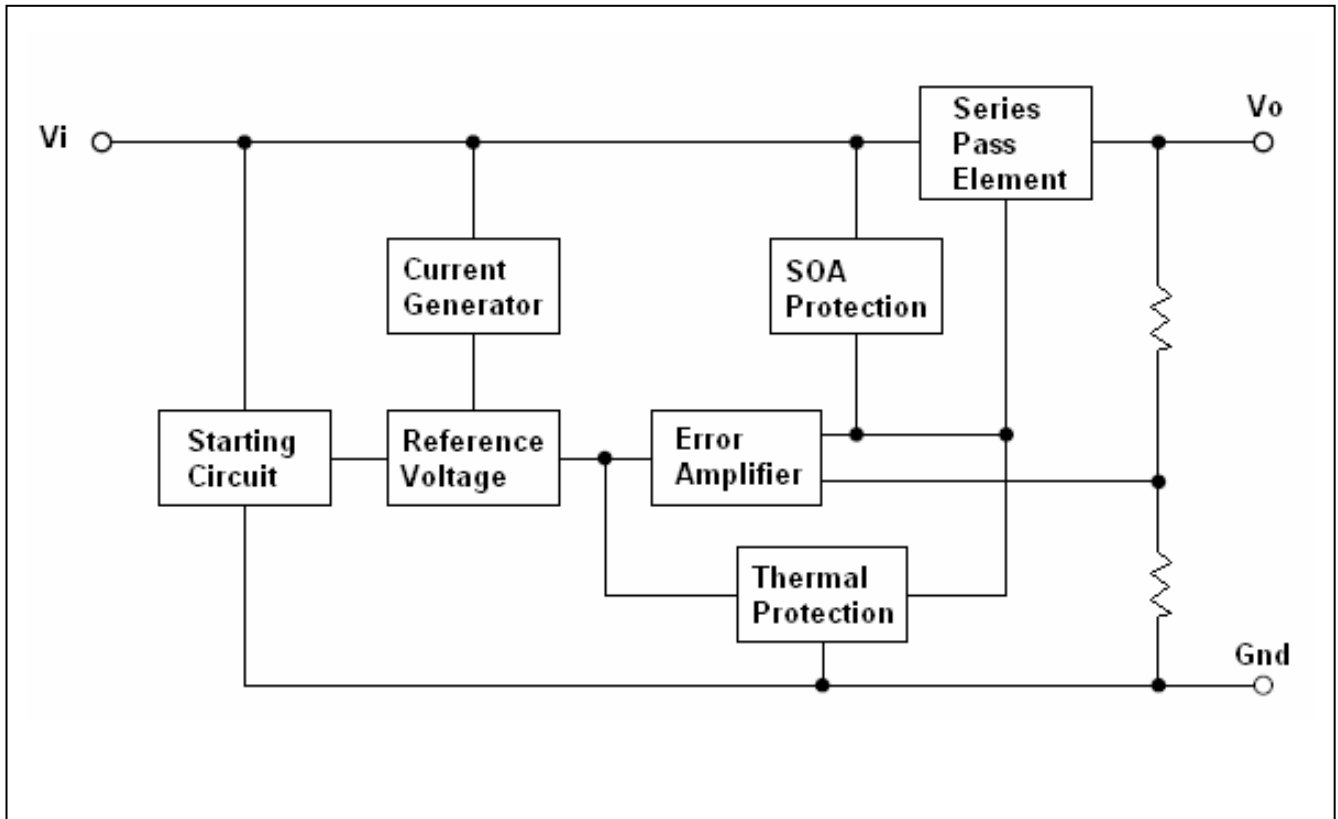 Vi
Series
Pass
Element
Vo
Current
Generator
SOA
Protection
Starting
Circuit
Reference
Voltage
Error
Amplifier
Thermal
Protection
Gnd